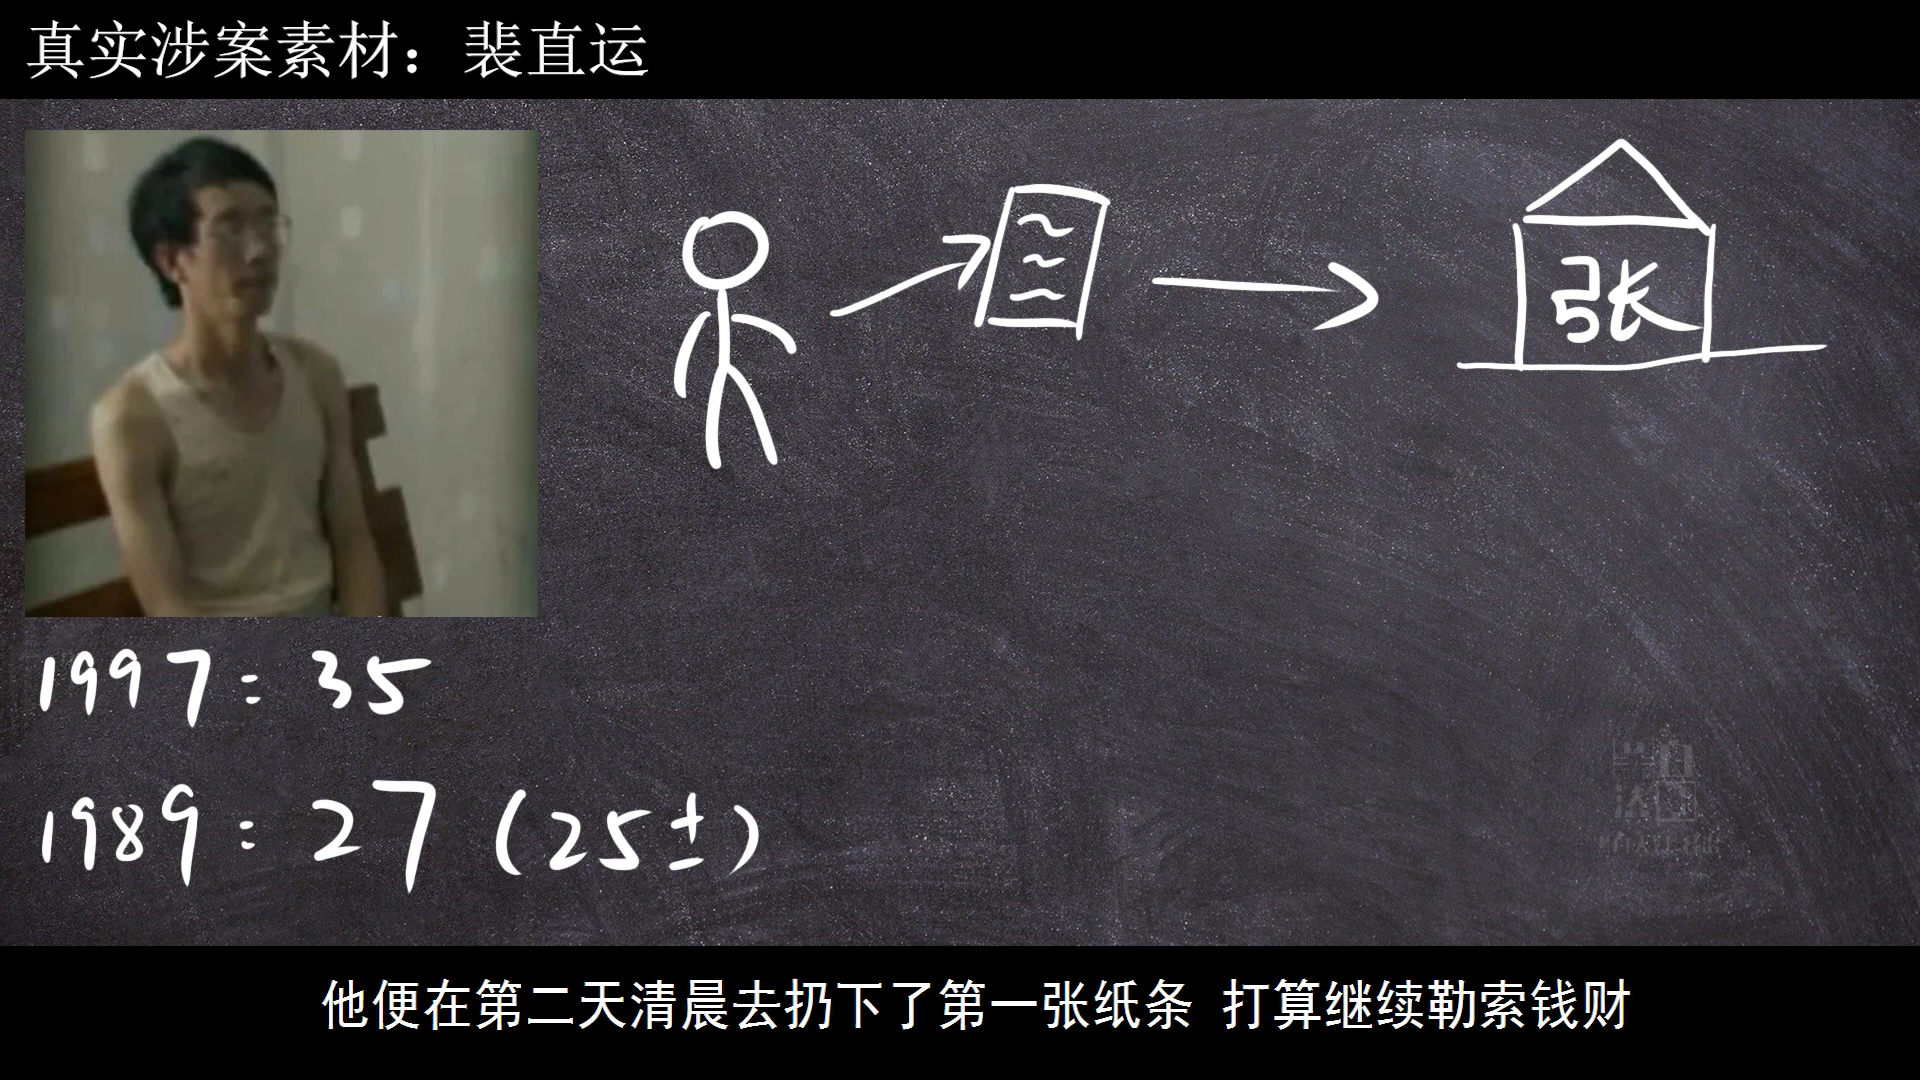 真实涉案素材：裴直运
张
1997：35
1989：27（25±）
他便在第二天清晨去扔下了第一张纸条 打算继续勒索钱财